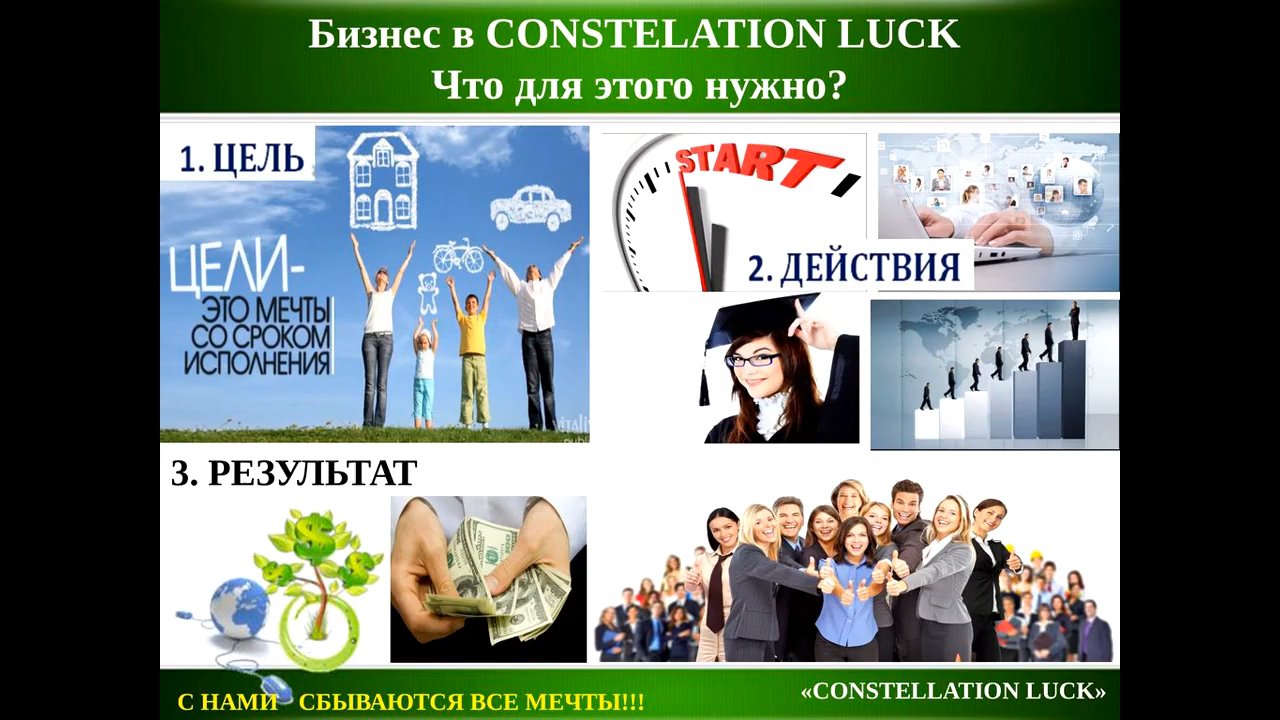 Бизнес в CONSTELATION LUCK
Что для этого нужно?
1. ЦЕЛЬ
ЦЕЛИ-
ЭТО МЕЧТЫ
СО СРОКОМ
ИСПОЛНЕНИЯ
START
2. ДЕЙСТВИЯ
3. РЕЗУЛЬТАТ
С НАМИ СБЫВАЮТСЯ ВСЕ МЕЧТЫ!!!
«CONSTELLATION LUCK»